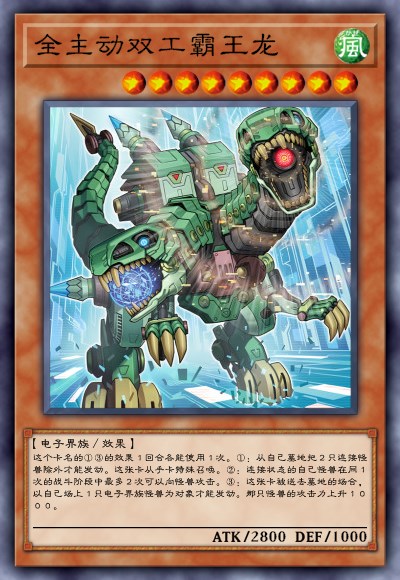 全主动双工霸王龙
風
【电子界族/效果】
这个卡名的①③的效果1回合各能使用1次。①：从自己墓地把2只连接怪
兽除外才能发动。这张卡从手卡特殊召唤。②：连接状态的自己怪兽在同1
次的战斗阶段中最多2次可以向怪兽攻击。③：这张卡被送去墓地的场合，
以自己场上1只电子界族怪兽为对象才能发动。那只怪兽的攻击力上升1
000。
ATK/2800 DEF/1000